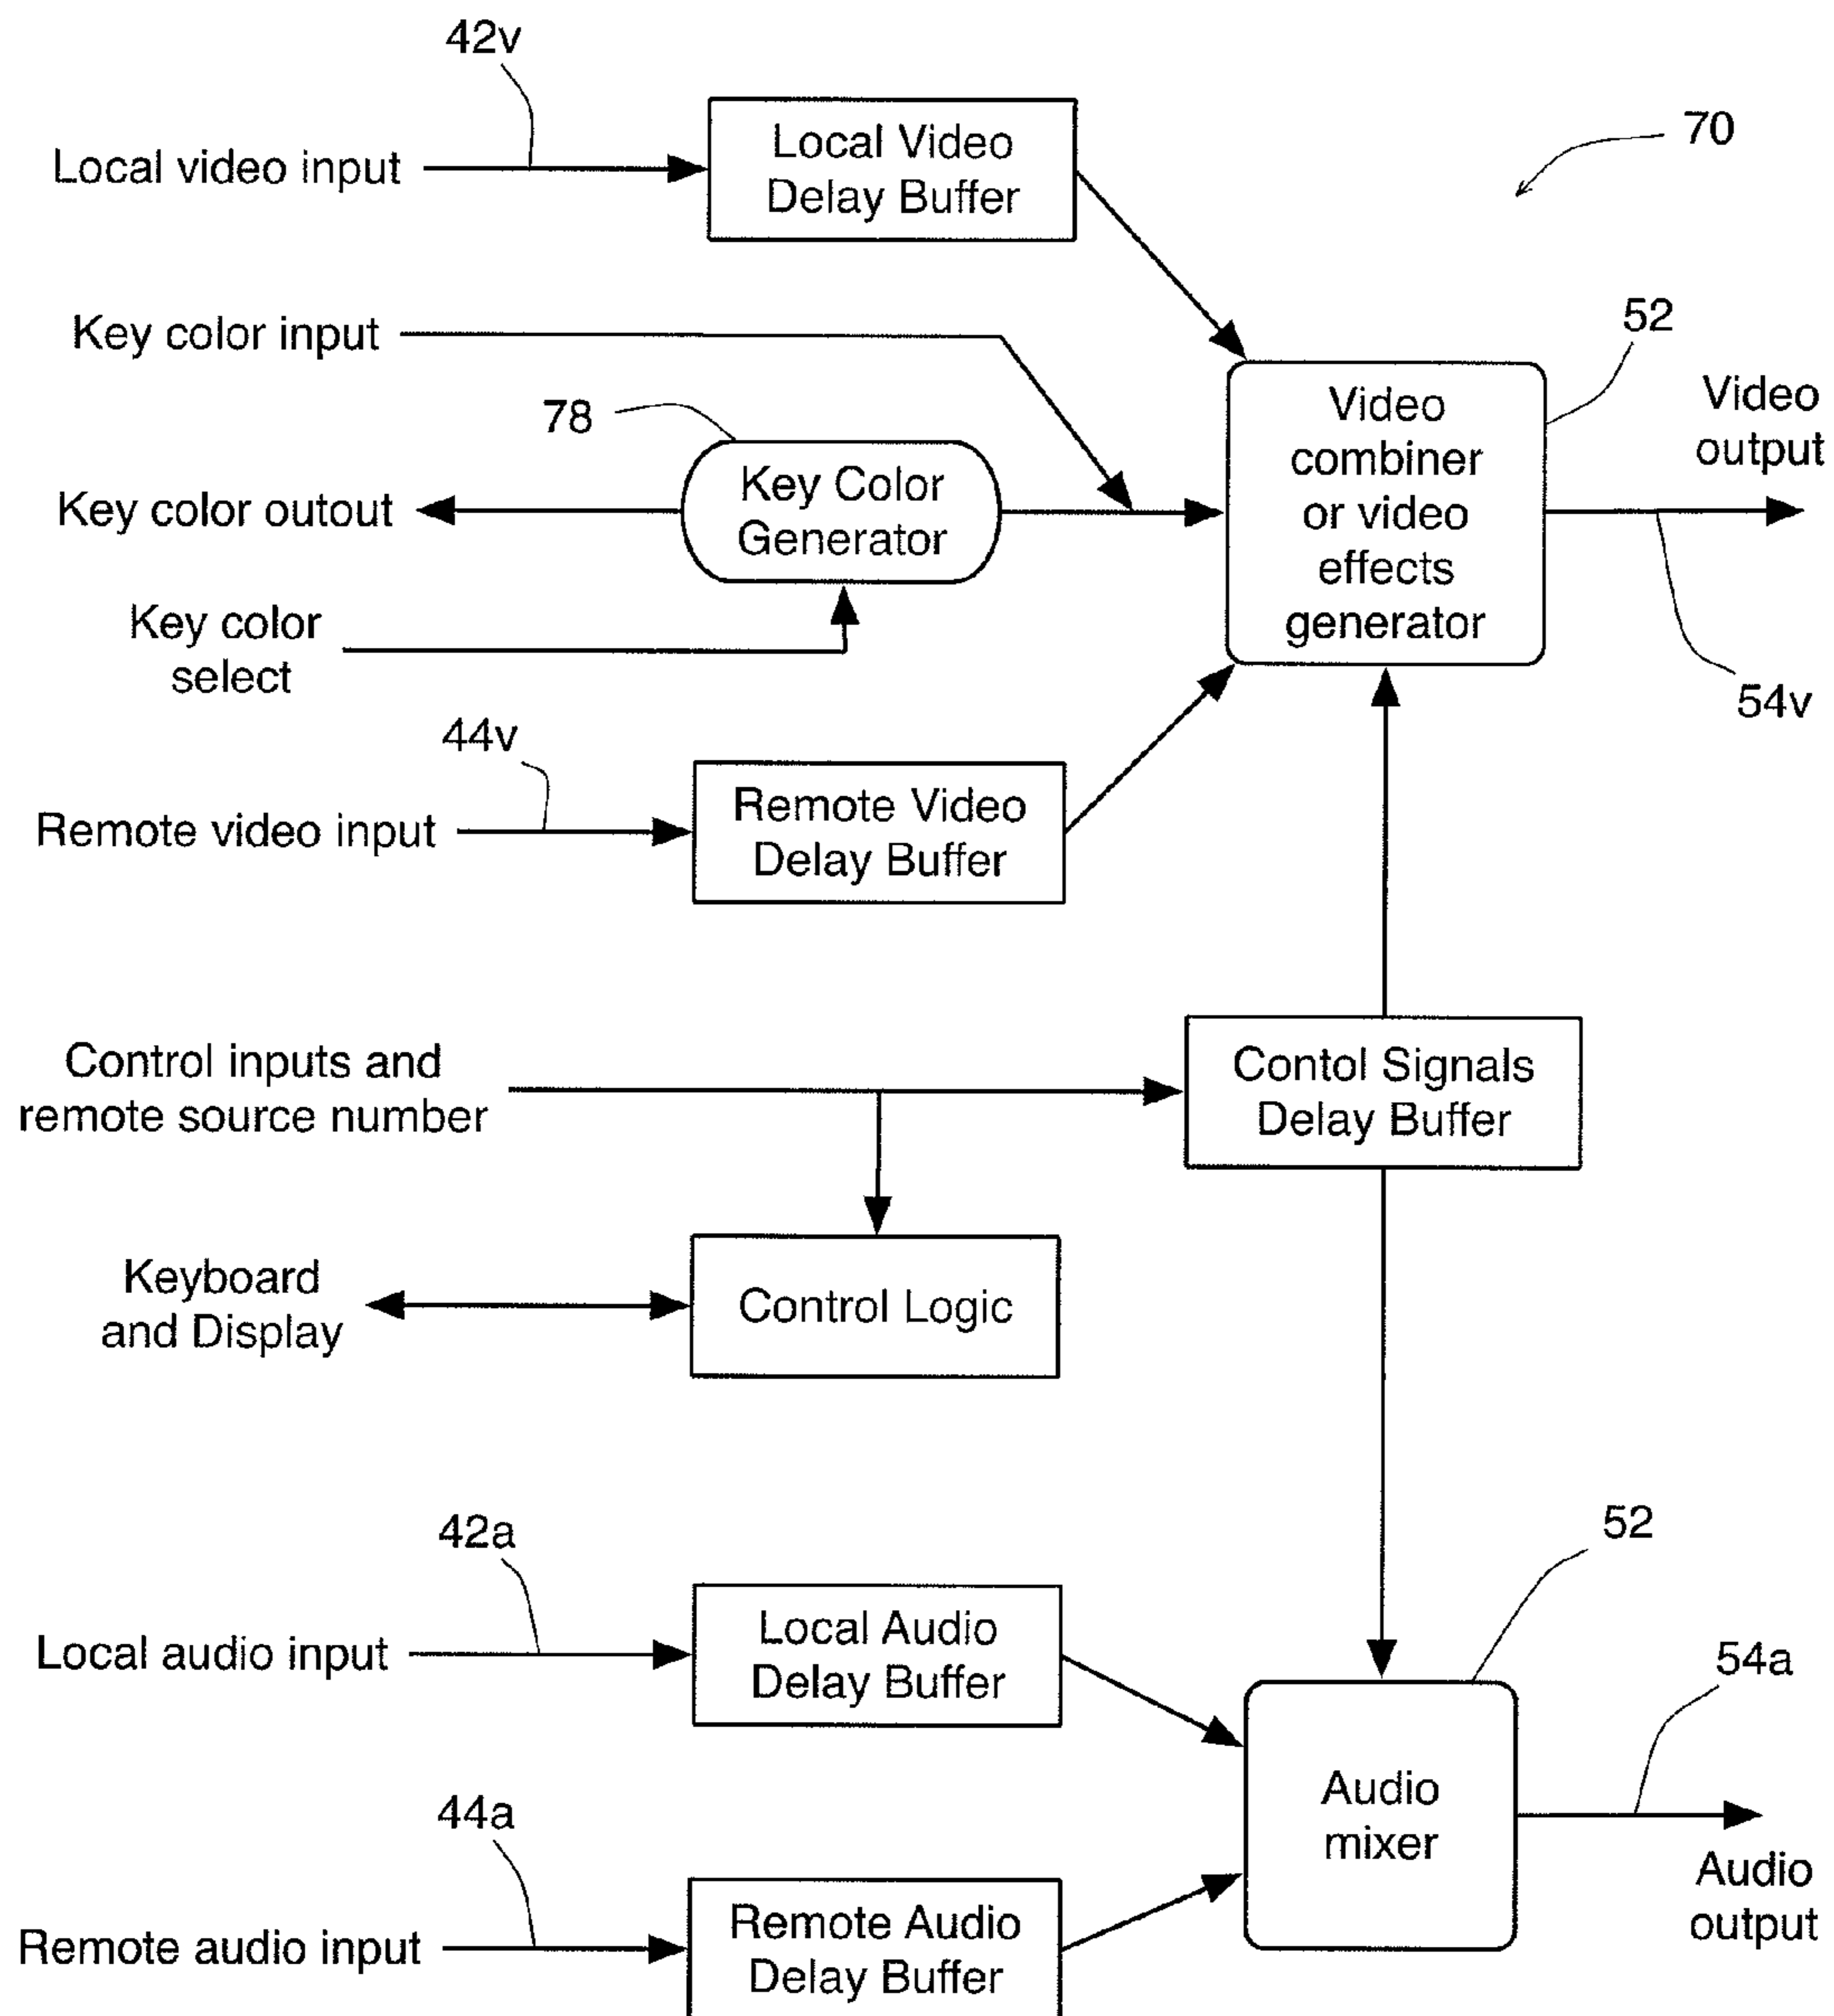 42v
Local video input
Local Video
Delay Buffer
70
Key color input
52
Video
output
78
Key color outout
Key Color
Generator
Video
combiner
or video
effects
generator
Key color
select
54v
44v
Remote video input
Remote Video
Delay Buffer
Control inputs and
remote source number
Contol Signals
Delay Buffer
Keyboard
and Display
Control Logic
42a
52
Local audio input
Local Audio
Delay Buffer
54a
44a
Audio
mixer
Audio
output
Remote audio input
Remote Audio
Delay Buffer